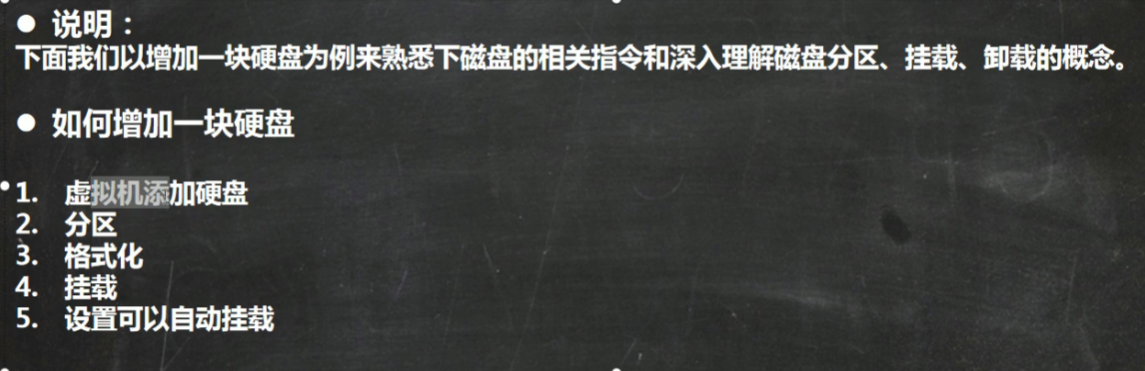 ● 说明：
下面我们以增加一块硬盘为例来熟悉下磁盘的相关指令和深入理解磁盘分区、挂载、卸载的概念。
● 如何增加一块硬盘
1. 虚拟机添加硬盘
2. 分区
3. 格式化
4. 挂载
5. 设置可以自动挂载